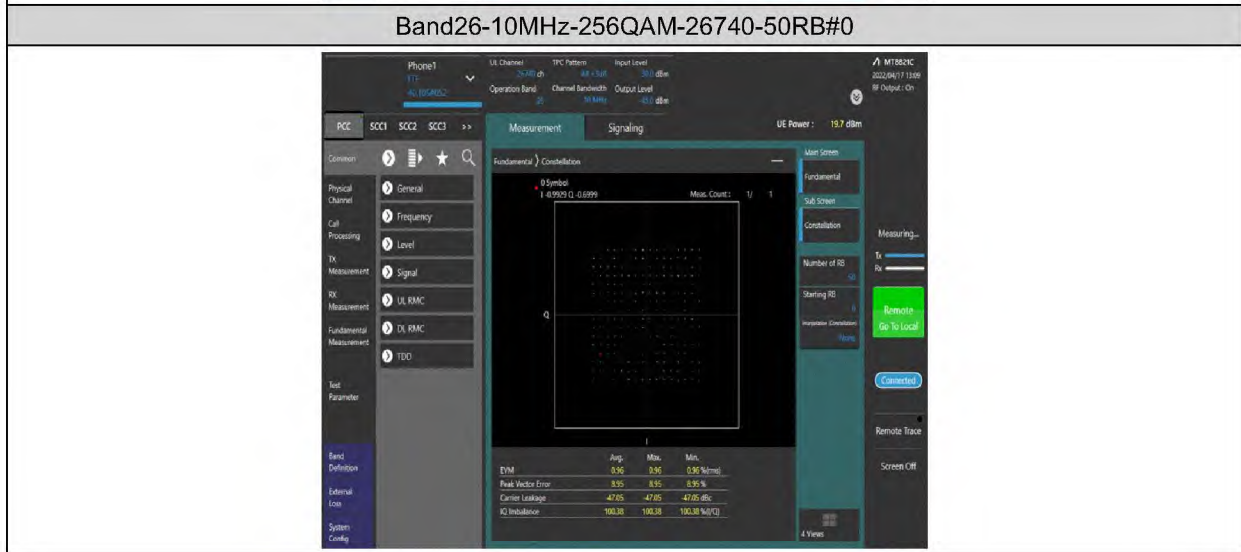 Band26-10MHz-256QAM-26740-50RB#0
Phone1
UL Channel TPC Pattern Input Level
ch dBm
Operation Band Channel Bandwidth Output Level
26 dBm
MT8821C
2022/04/17 13:09
RF Output : On
PCC SCC1 SCC2 SCC3 >>
Measurement Signaling
UE Power : 19.7 dBm
Common
Physical Channel
Call Processing
TX Measurement
RX Measurement
Fundamental Measurement
Test Parameter
Band Definition
External Loss
System Config
General
Frequency
Level
Signal
UL RMC
DL RMC
TDD
Fundamental Constellation
0 Symbol
I -0.9929 Q -0.6999 Meas. Count : 1/ 1
Q
I
Avg. Max. Min.
EVM 0.96 0.96 0.96 %(rms)
Peak Vector Error 8.95 8.95 8.95 %
Carrier Leakage -47.05 -47.05 -47.05 dBc
IQ Imbalance 100.38 100.38 100.38 %(I/Q)
Main Screen
Fundamental
Sub Screen
Constellation
Number of RB
50
Starting RB
0
None
4 Views
Measuring...
Tx
Rx
Remote
Go To Local
Connected
Remote Trace
Screen Off